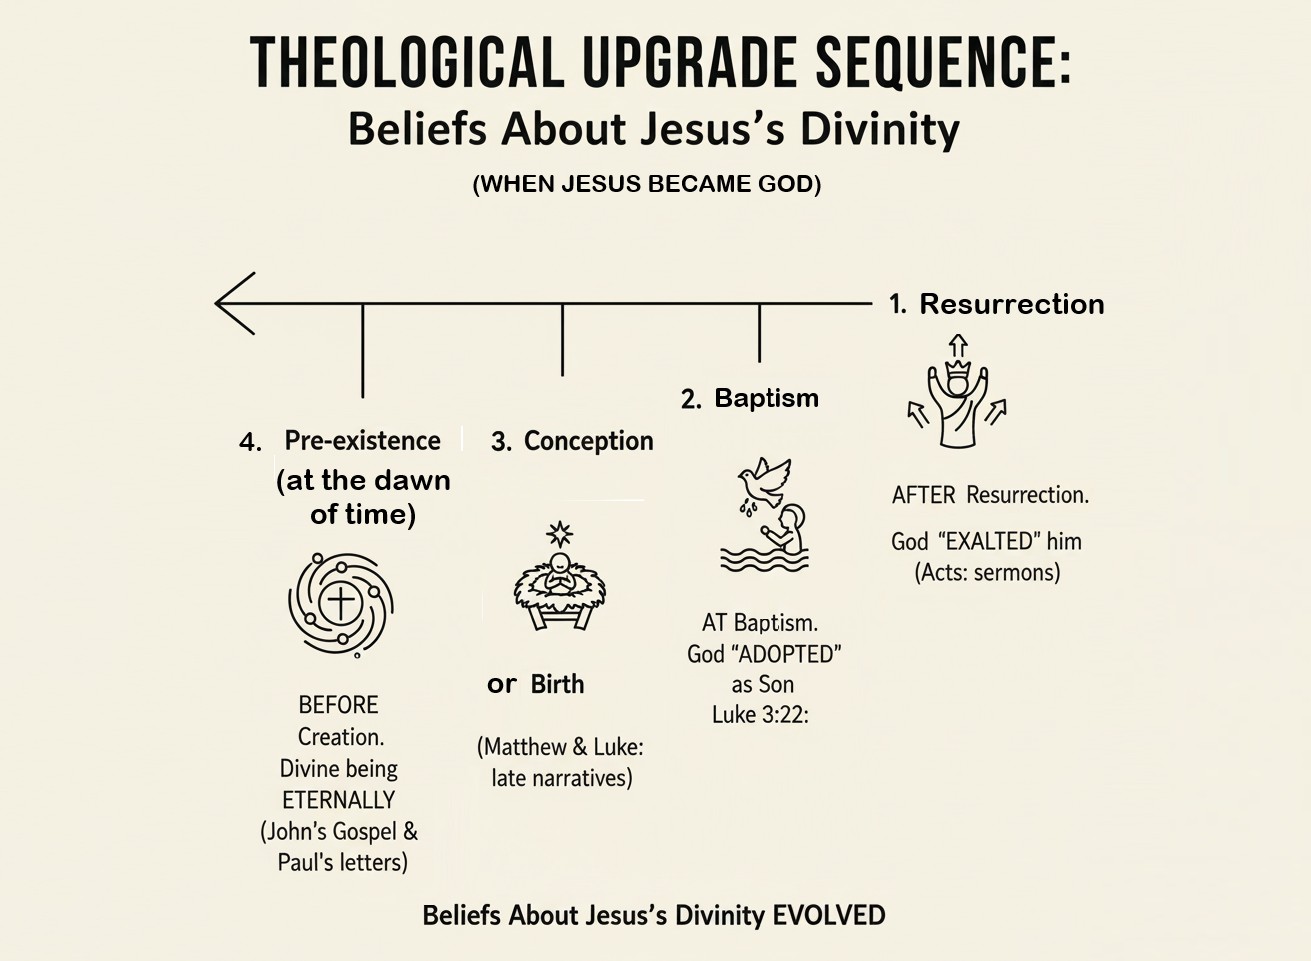 THEOLOGICAL UPGRADE SEQUENCE:
Beliefs About Jesus’s Divinity
(WHEN JESUS BECAME GOD)
1. Resurrection
AFTER Resurrection.
God “EXALTED” him
(Acts: sermons)
2. Baptism
AT Baptism.
God “ADOPTED”
as Son
Luke 3:22:
3. Conception
or Birth
(Matthew & Luke:
late narratives)
4. Pre-existence
(at the dawn
of time)
BEFORE
Creation.
Divine being
ETERNALLY
(John’s Gospel &
Paul's letters)
Beliefs About Jesus’s Divinity EVOLVED